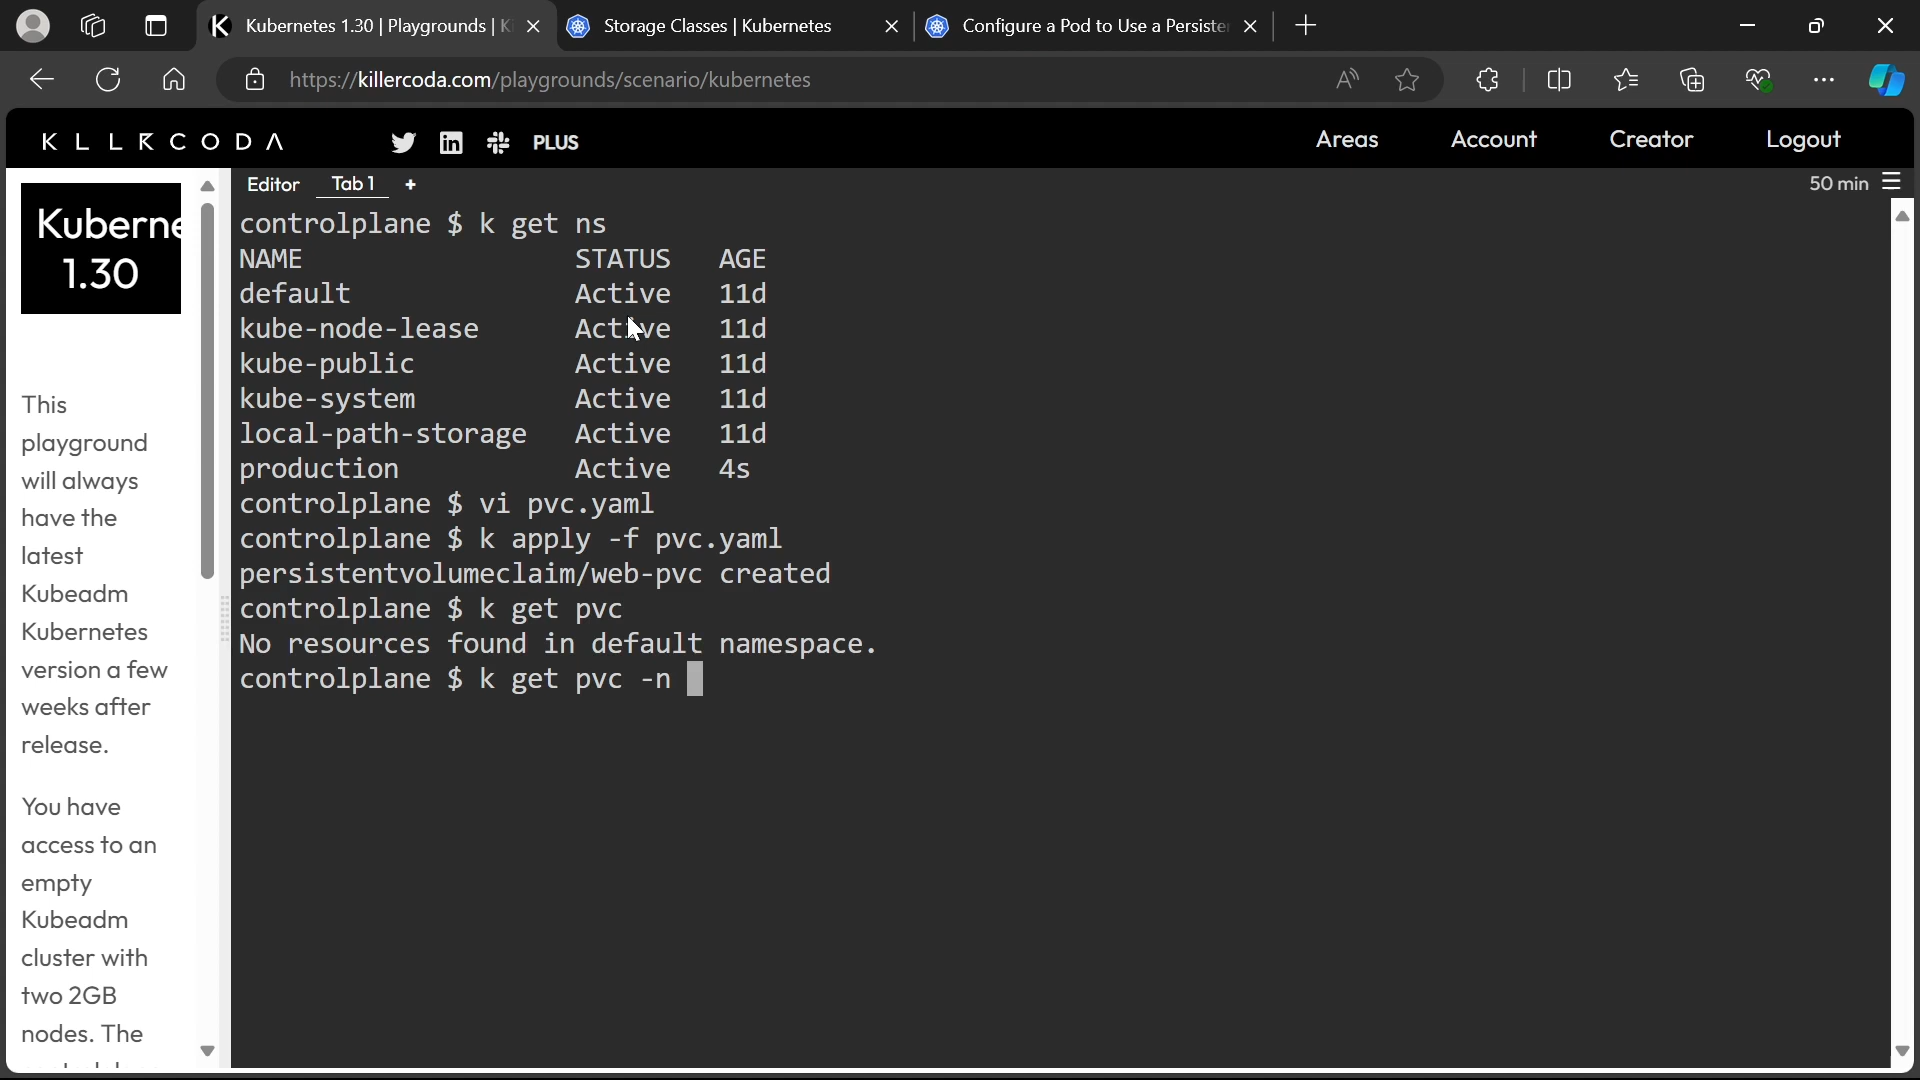 Kubernetes 1.30 | Playgrounds | Ki
Storage Classes | Kubernetes
Configure a Pod to Use a Persiste
https://killercoda.com/playgrounds/scenario/kubernetes
KLLRCODA
PLUS
Areas
Account
Creator
Logout
Kuberne
1.30
This
playground
will always
have the
latest
Kubeadm
Kubernetes
version a few
weeks after
release.
You have
access to an
empty
Kubeadm
cluster with
two 2GB
nodes. The
Editor
Tab 1
+
50 min
controlplane $ k get ns
NAME STATUS AGE
default Active 11d
kube-node-lease Active 11d
kube-public Active 11d
kube-system Active 11d
local-path-storage Active 11d
production Active 4s
controlplane $ vi pvc.yaml
controlplane $ k apply -f pvc.yaml
persistentvolumeclaim/web-pvc created
controlplane $ k get pvc
No resources found in default namespace.
controlplane $ k get pvc -n